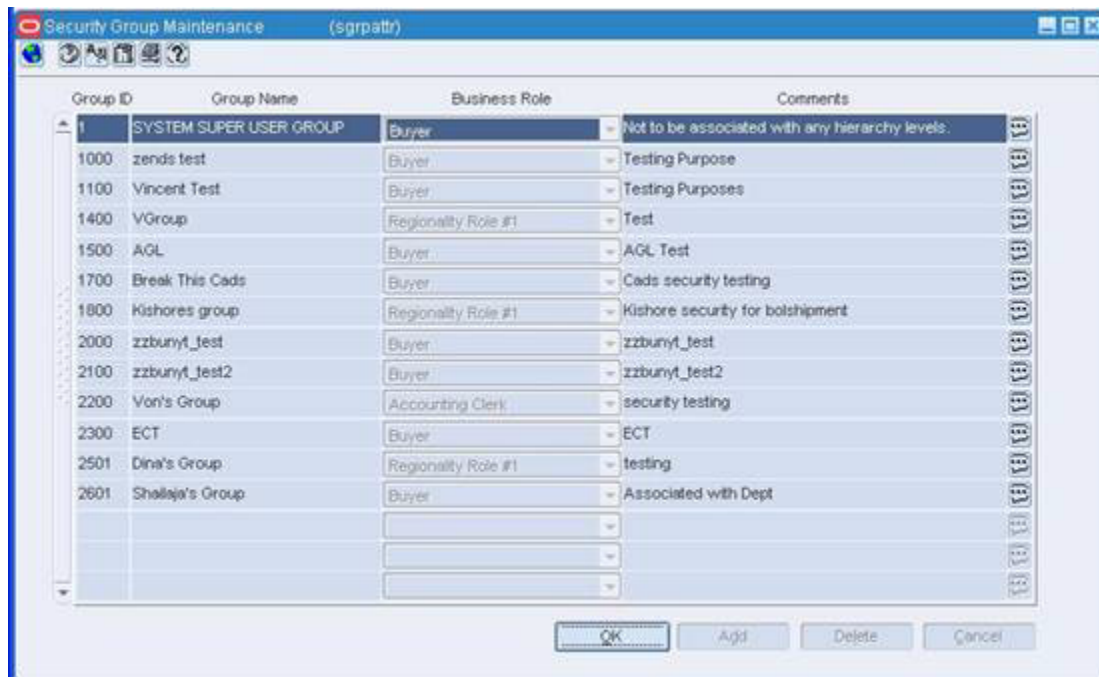 Security Group Maintenance (sgrpattr)
Group ID Group Name Business Role Comments
1 SYSTEM SUPER USER GROUP Buyer Not to be associated with any hierarchy levels.
1000 zends test Buyer Testing Purpose
1100 Vincent Test Buyer Testing Purposes
1400 VGroup Regionality Role #1 Test
1500 AGL Buyer AGL Test
1700 Break This Cads Buyer Cads security testing
1800 Kishores group Regionality Role #1 Kishore security for bolshipment
2000 zzbunyt_test Buyer zzbunyt_test
2100 zzbunyt_test2 Buyer zzbunyt_test2
2200 Von's Group Accounting Clerk security testing
2300 ECT Buyer ECT
2501 Dina's Group Regionality Role #1 testing
2601 Shailaja's Group Buyer Associated with Dept
OK Add Delete Cancel